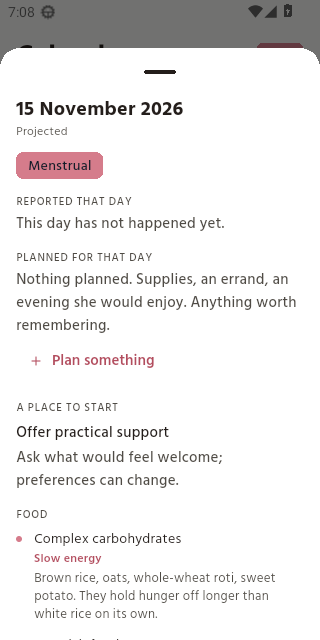 7:08
15 November 2026
Projected
Menstrual
REPORTED THAT DAY
This day has not happened yet.
PLANNED FOR THAT DAY
Nothing planned. Supplies, an errand, an
evening she would enjoy. Anything worth
remembering.
+ Plan something
A PLACE TO START
Offer practical support
Ask what would feel welcome;
preferences can change.
FOOD
Complex carbohydrates
Slow energy
Brown rice, oats, whole-wheat roti, sweet
potato. They hold hunger off longer than
white rice on its own.